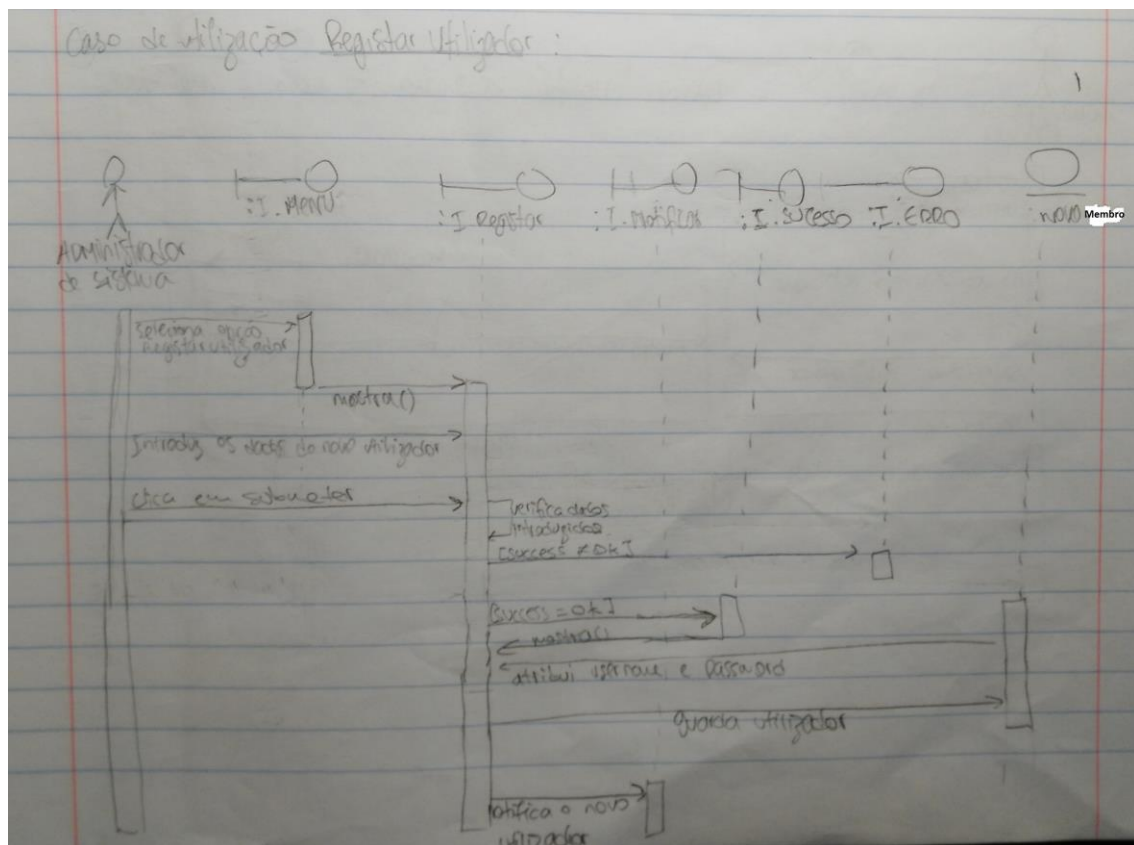 Caso de utilização Registar Utilizador :
1
:I.Menu
:I.Registar
:I.Notificar
:I.Sucesso
:I.Erro
:novo Membro
Administrador
de sistema
Seleciona opção
Registar utilizador
mostra()
Introduz os dados do novo utilizador
clica em submeter
verifica dados
introduzidos
[success ≠ OK]
[success = OK]
mostra()
atribui username e password
guarda utilizador
notifica o novo
utilizador